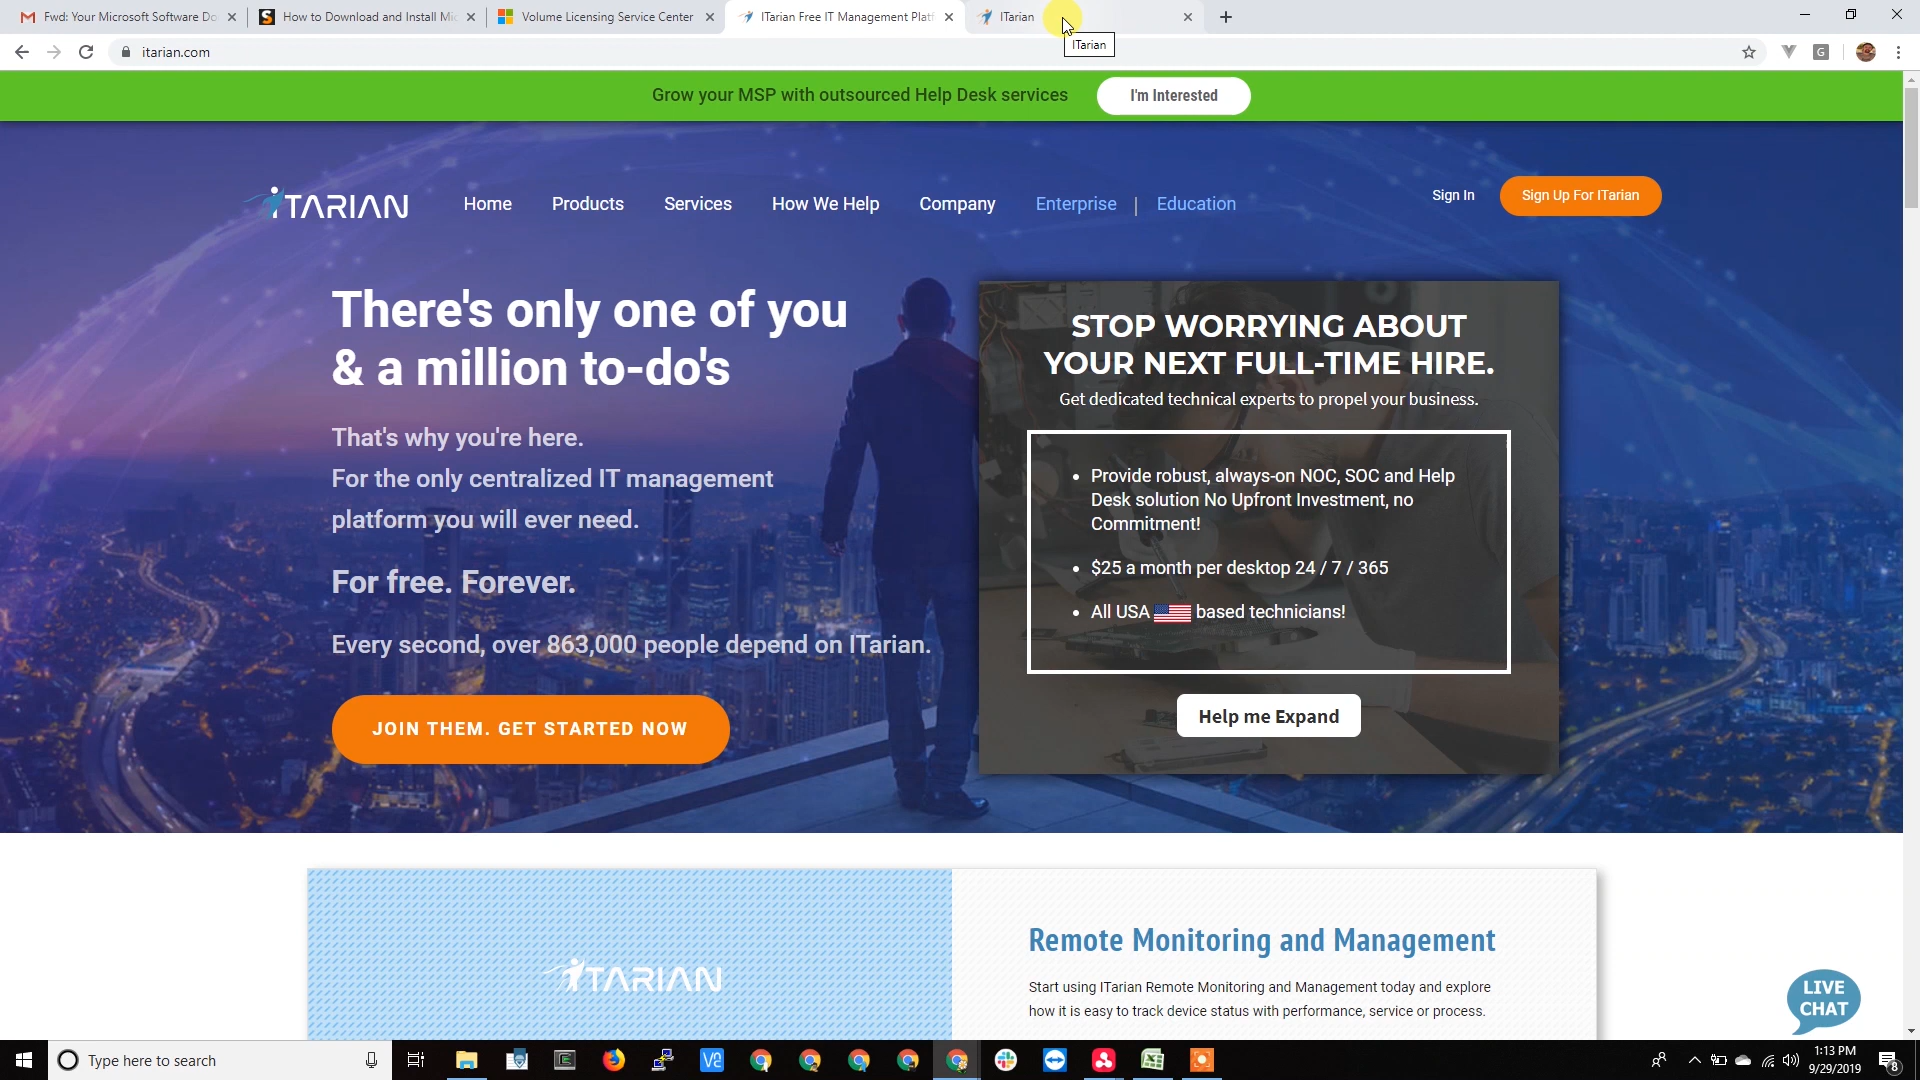 Fwd: Your Microsoft Software Do
How to Download and Install Mic
Volume Licensing Service Center
ITarian Free IT Management Platf
ITarian
ITarian
itarian.com
G
Grow your MSP with outsourced Help Desk services
I'm Interested
ITARIAN
Home
Products
Services
How We Help
Company
Enterprise | Education
Sign In
Sign Up For ITarian
There's only one of you
& a million to-do's
That's why you're here.
For the only centralized IT management
platform you will ever need.
For free. Forever.
Every second, over 863,000 people depend on ITarian.
JOIN THEM. GET STARTED NOW
STOP WORRYING ABOUT
YOUR NEXT FULL-TIME HIRE.
Get dedicated technical experts to propel your business.
• Provide robust, always-on NOC, SOC and Help
Desk solution No Upfront Investment, no
Commitment!
• $25 a month per desktop 24 / 7 / 365
• All USA based technicians!
Help me Expand
ITARIAN
Remote Monitoring and Management
Start using ITarian Remote Monitoring and Management today and explore
how it is easy to track device status with performance, service or process.
LIVE
CHAT
Type here to search
1:13 PM
9/29/2019
8